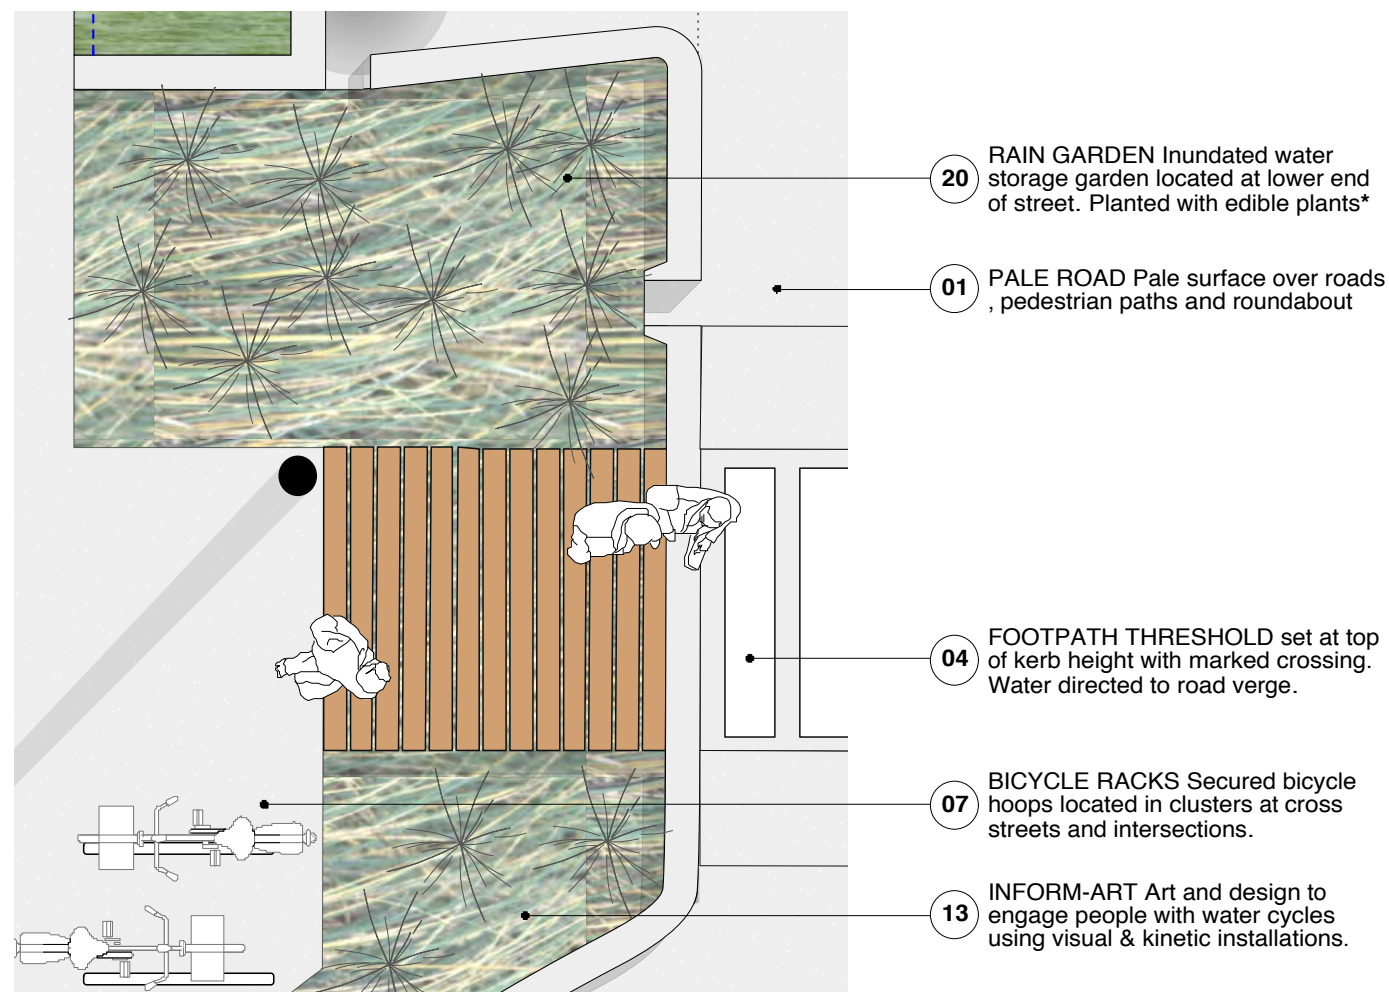 20
RAIN GARDEN Inundated water
storage garden located at lower end
of street. Planted with edible plants*
01
PALE ROAD Pale surface over roads
, pedestrian paths and roundabout
04
FOOTPATH THRESHOLD set at top
of kerb height with marked crossing.
Water directed to road verge.
07
BICYCLE RACKS Secured bicycle
hoops located in clusters at cross
streets and intersections.
13
INFORM-ART Art and design to
engage people with water cycles
using visual & kinetic installations.